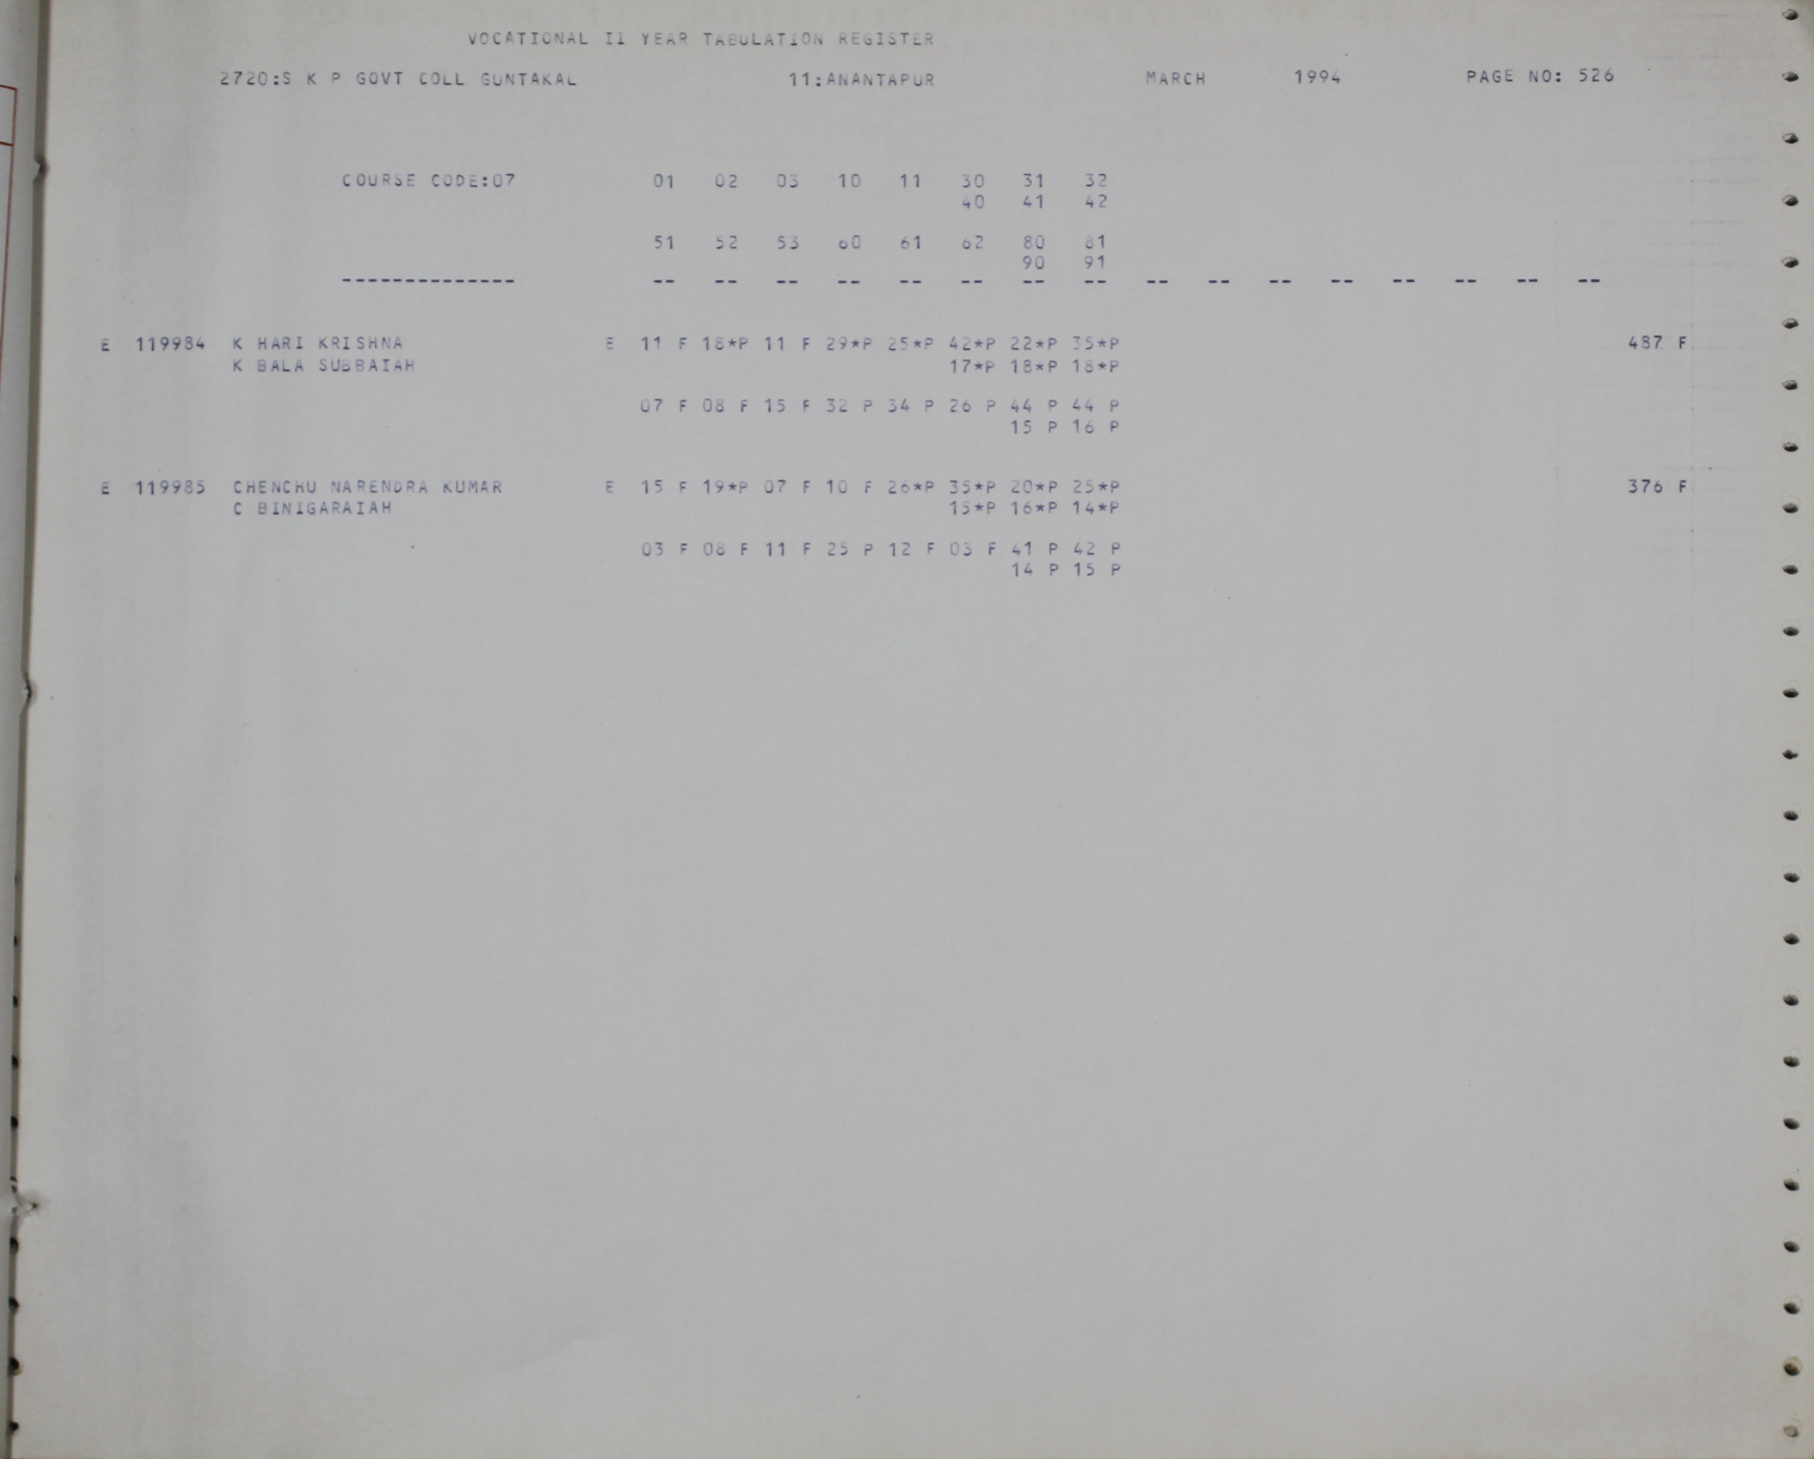 VOCATIONAL II YEAR TABULATION REGISTER
2720:S K P GOVT COLL GUNTAKAL 11:ANANTAPUR MARCH 1994 PAGE NO: 526
COURSE CODE:07 01 02 03 10 11 30 31 32
40 41 42
51 52 53 60 61 62 80 81
90 91
-------------- -- -- -- -- -- -- -- -- -- -- -- -- -- -- -- --
E 119984 K HARI KRISHNA E 11 F 18*P 11 F 29*P 25*P 42*P 22*P 35*P 487 F
K BALA SUBBAIAH 17*P 18*P 18*P
07 F 08 F 15 F 32 P 34 P 26 P 44 P 44 P
15 P 16 P
E 119985 CHENCHU NARENDRA KUMAR E 15 F 19*P 07 F 10 F 26*P 35*P 20*P 25*P 376 F
C BINIGARAIAH 15*P 16*P 14*P
03 F 08 F 11 F 25 P 12 F 03 F 41 P 42 P
14 P 15 P